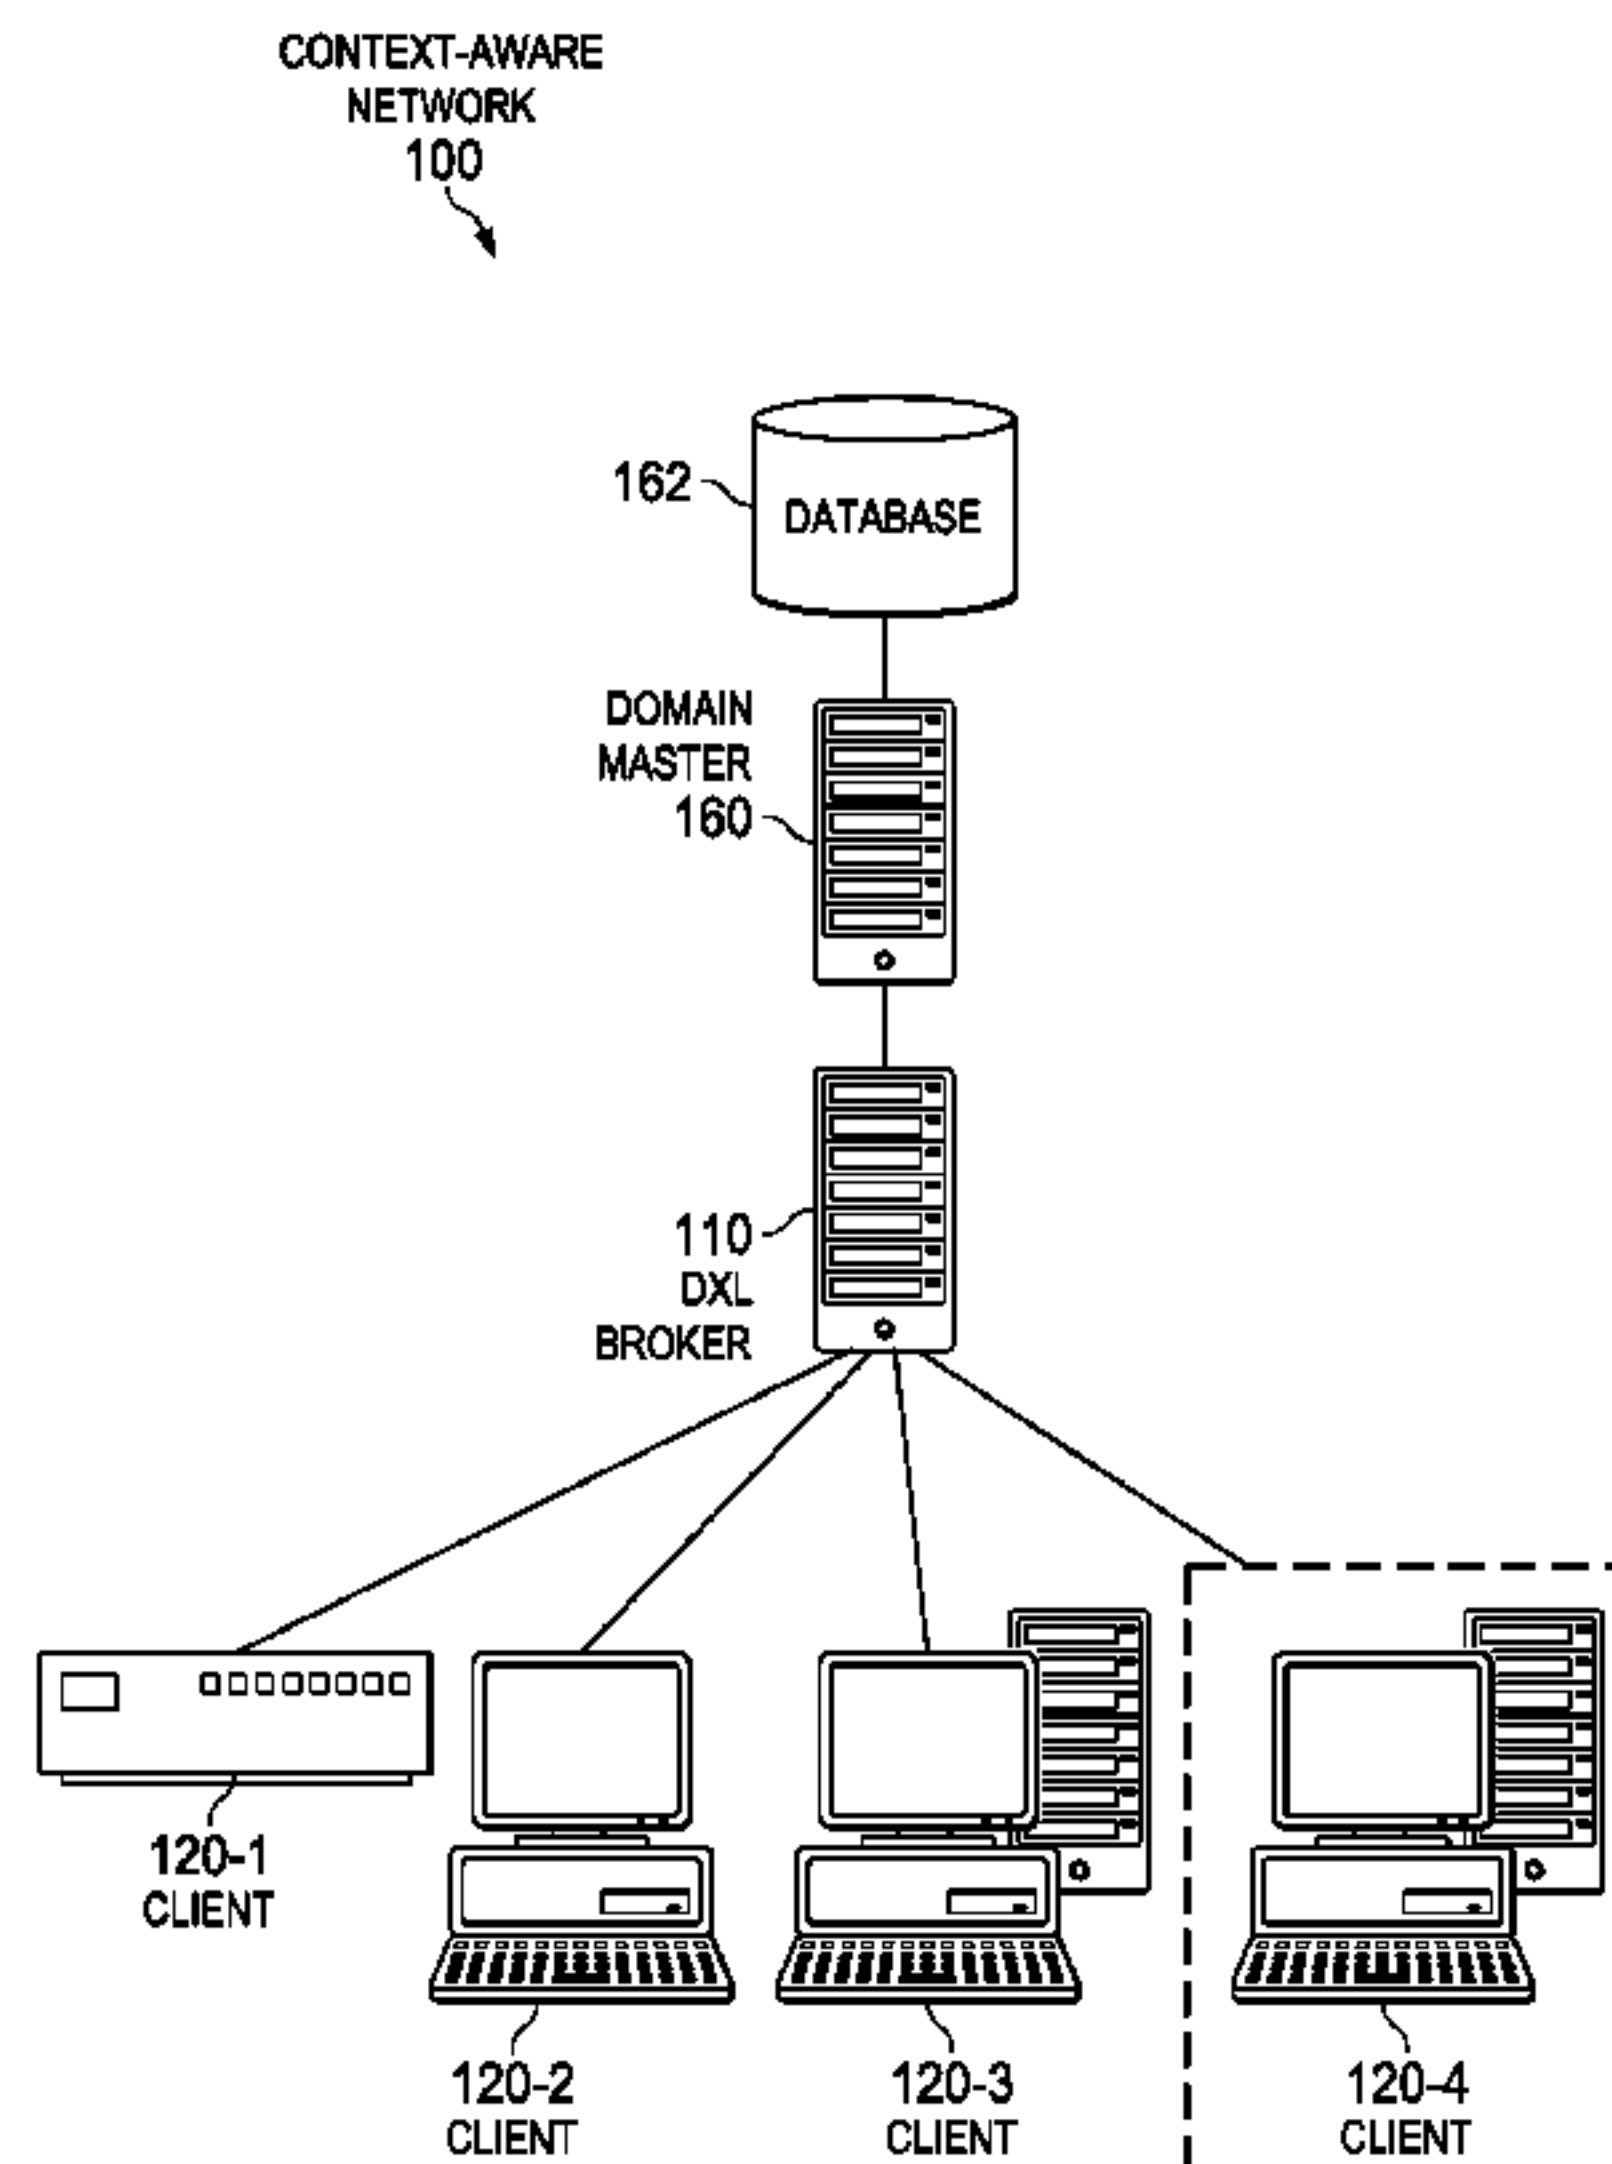 CONTEXT-AWARE
NETWORK
100
162
DATABASE
DOMAIN
MASTER
160
110
DXL
BROKER
120-1
CLIENT
120-2
CLIENT
120-3
CLIENT
120-4
CLIENT